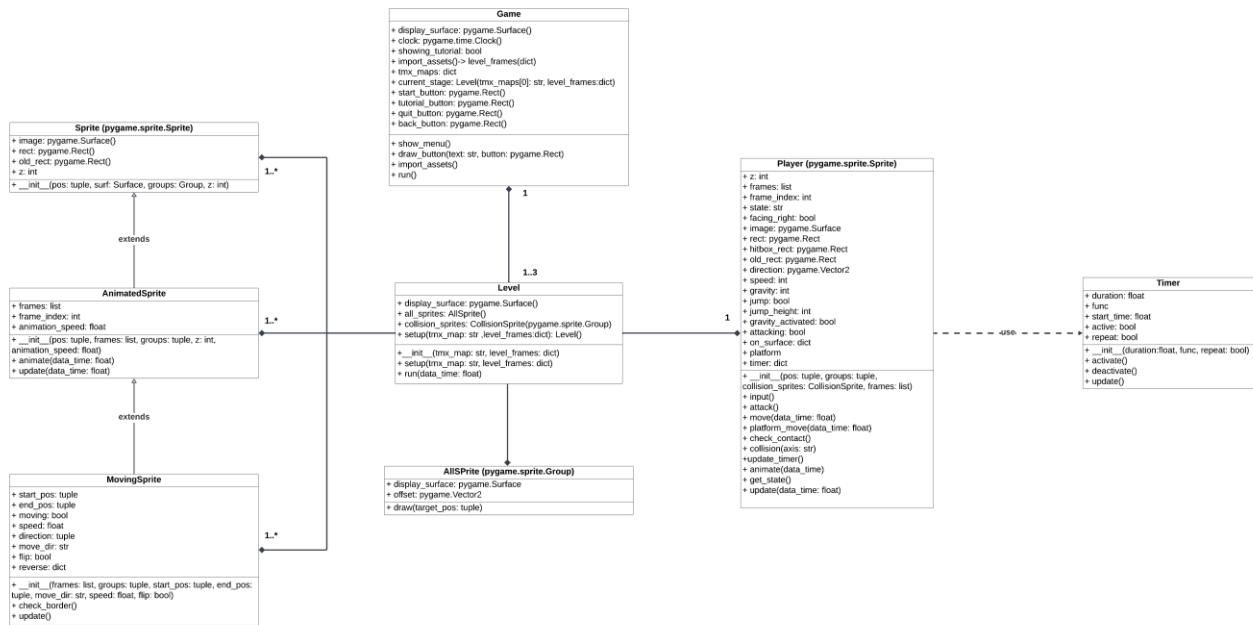 Game
+ display_surface: pygame.Surface()
+ clock: pygame.time.Clock()
+ showing_tutorial: bool
+ import_assets()-> level_frames(dict)
+ tmx_maps: dict
+ current_stage: Level(tmx_maps[0]: str, level_frames:dict)
+ start_button: pygame.Rect()
+ tutorial_button: pygame.Rect()
+ quit_button: pygame.Rect()
+ back_button: pygame.Rect()
+ show_menu()
+ draw_button(text: str, button: pygame.Rect)
+ import_assets()
+ run()
1
1..3
Sprite (pygame.sprite.Sprite)
+ image: pygame.Surface()
+ rect: pygame.Rect()
+ old_rect: pygame.Rect()
+ z: int
+ __init__(pos: tuple, surf: Surface, groups: Group, z: int)
1..*
extends
AnimatedSprite
+ frames: list
+ frame_index: int
+ animation_speed: float
+ __init__(pos: tuple, frames: list, groups: tuple, z: int,
animation_speed: float)
+ animate(data_time: float)
+ update(data_time: float)
1..*
extends
MovingSprite
+ start_pos: tuple
+ end_pos: tuple
+ moving: bool
+ speed: float
+ direction: tuple
+ move_dir: str
+ flip: bool
+ reverse: dict
+ __init__(frames: list, groups: tuple, start_pos: tuple, end_pos:
tuple, move_dir: str, speed: float, flip: bool)
+ check_border()
+ update()
1..*
Level
+ display_surface: pygame.Surface()
+ all_sprites: AllSprite()
+ collision_sprites: CollisionSprite(pygame.sprite.Group)
+ setup(tmx_map: str ,level_frames:dict): Level()
+__init__(tmx_map: str, level_frames: dict)
+ setup(tmx_map: str, level_frames: dict)
+ run(data_time: float)
AllSPrite (pygame.sprite.Group)
+ display_surface: pygame.Surface
+ offset: pygame.Vector2
+ draw(target_pos: tuple)
1
Player (pygame.sprite.Sprite)
+ z: int
+ frames: list
+ frame_index: int
+ state: str
+ facing_right: bool
+ image: pygame.Surface
+ rect: pygame.Rect
+ hitbox_rect: pygame.Rect
+ old_rect: pygame.Rect
+ direction: pygame.Vector2
+ speed: int
+ gravity: int
+ jump: bool
+ jump_height: int
+ gravity_activated: bool
+ attacking: bool
+ on_surface: dict
+ platform
+ timer: dict
+ __init__(pos: tuple, groups: tuple,
collision_sprites: CollisionSprite, frames: list)
+ input()
+ attack()
+ move(data_time: float)
+ platform_move(data_time: float)
+ check_contact()
+ collision(axis: str)
+update_timer()
+ animate(data_time)
+ get_state()
+ update(data_time: float)
use
Timer
+ duration: float
+ func
+ start_time: float
+ active: bool
+ repeat: bool
+ __init__(duration:float, func, repeat: bool)
+ activate()
+ deactivate()
+ update()